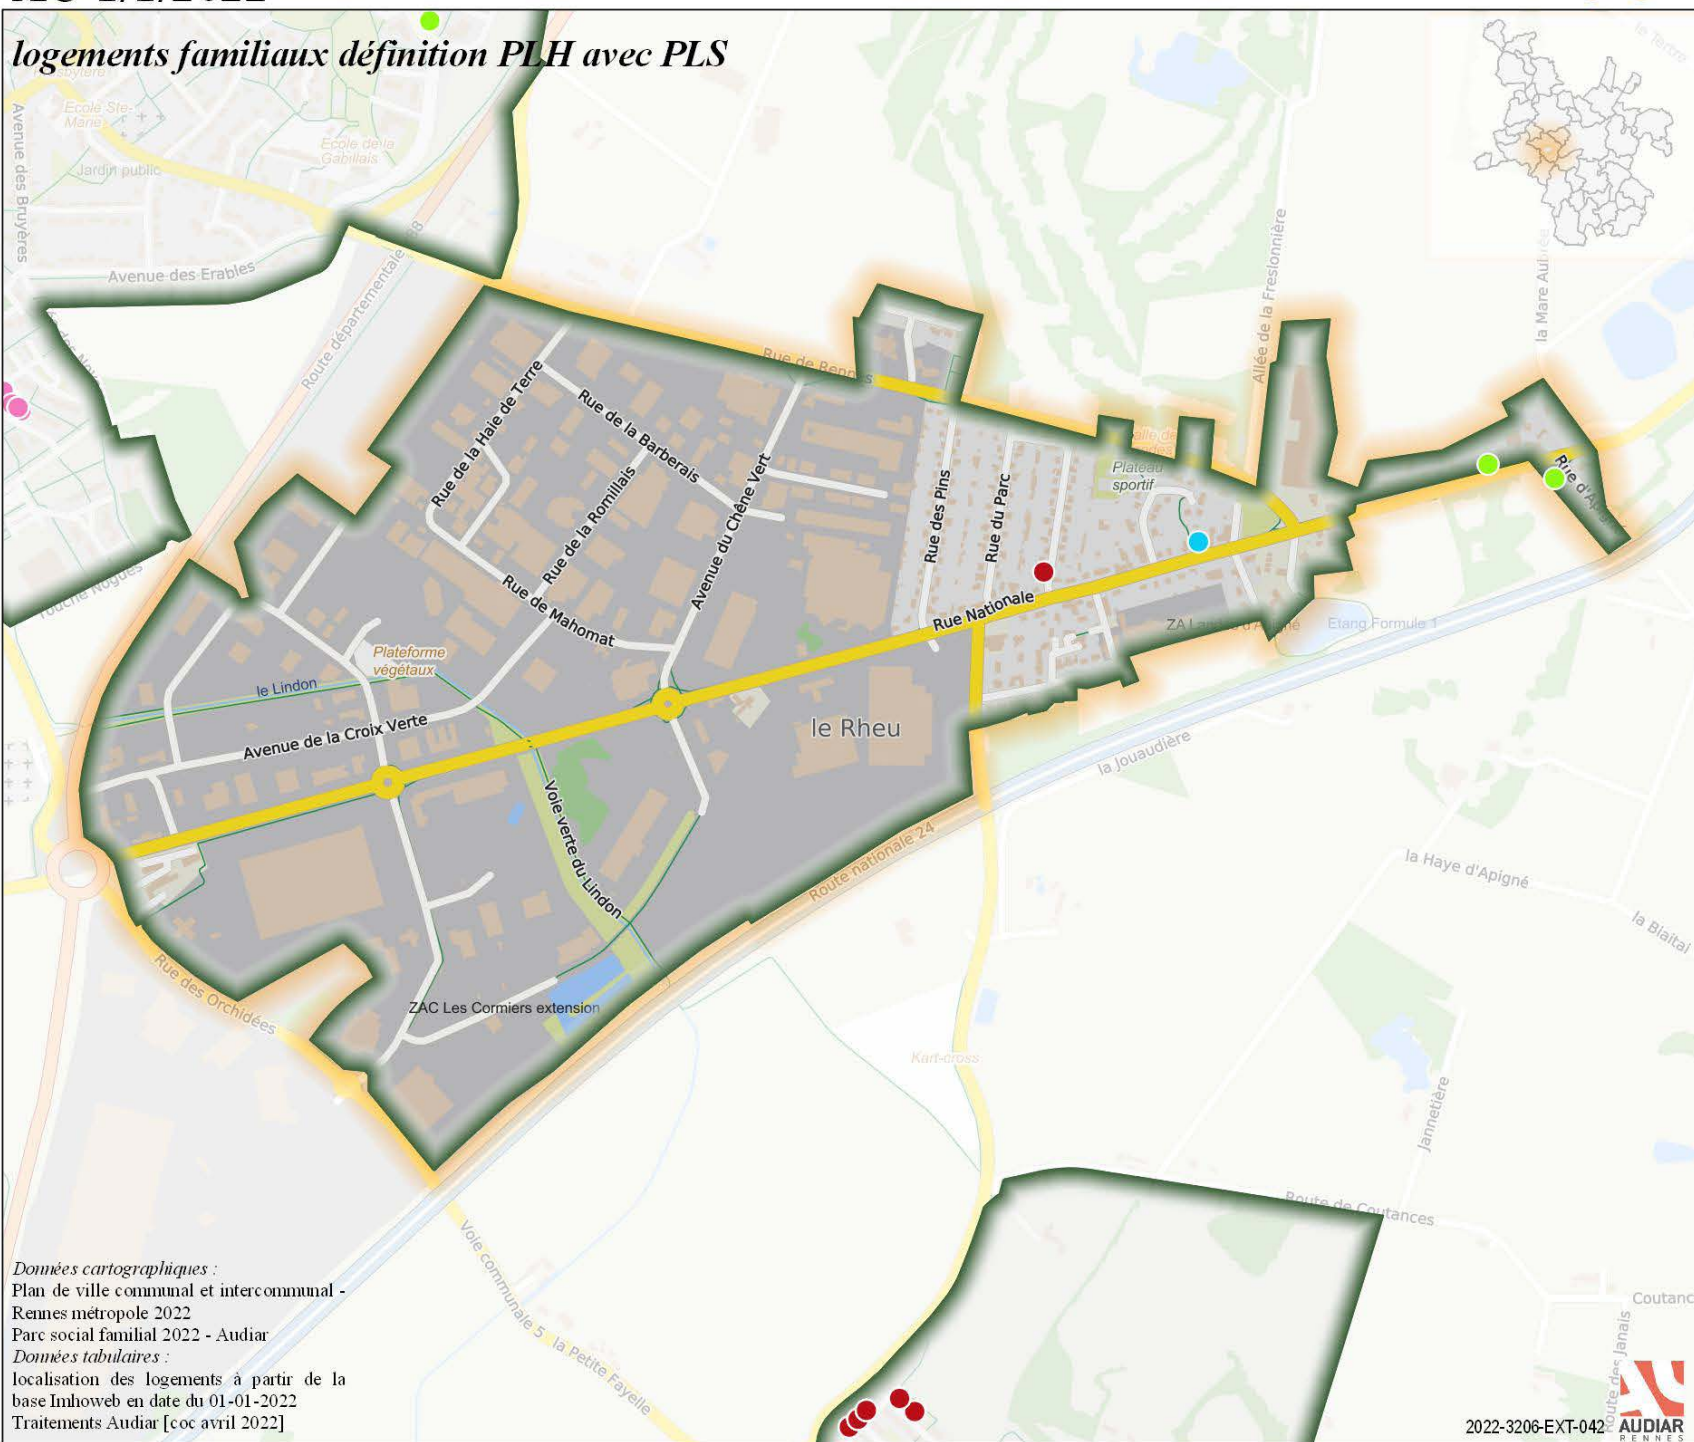 logements familiaux définition PLH avec PLS
Ecole Ste-
Marie
Ecole de la
Gabillais
Jardin public
Avenue des Bruyères
Avenue des Erables
Route départementale
le Tertre
Allée de la Freslonnière
Rue de Rennes
Rue de la Haie de Terre
Rue de la Barberais
Rue de la Romillais
Avenue du Chêne Vert
Rue de Mahomat
Rue des Pins
Rue du Parc
Plateau
sportif
Rue Nationale
Etang Formule 1
Plateforme
végétaux
le Lindon
Avenue de la Croix Verte
le Rheu
Voie verte du Lindon
la Jouaudière
Route nationale 24
la Haye d'Apigné
la Biaital
Rue des Orchidées
ZAC Les Cormiers extension
Kart-cross
Jannetière
Route de Coutances
Coutanc
Route des Janais
Voie communale 5 la Petite Fayelle
Données cartographiques :
Plan de ville communal et intercommunal -
Rennes métropole 2022
Parc social familial 2022 - Audiar
Données tabulaires :
localisation des logements à partir de la
base Imhoweb en date du 01-01-2022
Traitements Audiar [coc avril 2022]
2022-3206-EXT-042
AUDIAR
RENNES